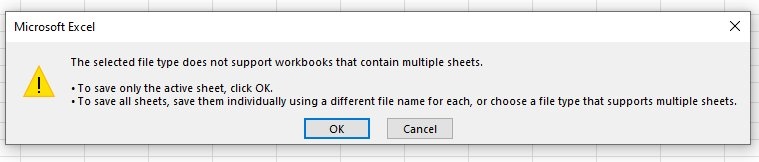 Microsoft Excel
The selected file type does not support workbooks that contain multiple sheets.
• To save only the active sheet, click OK.
• To save all sheets, save them individually using a different file name for each, or choose a file type that supports multiple sheets.
OK
Cancel